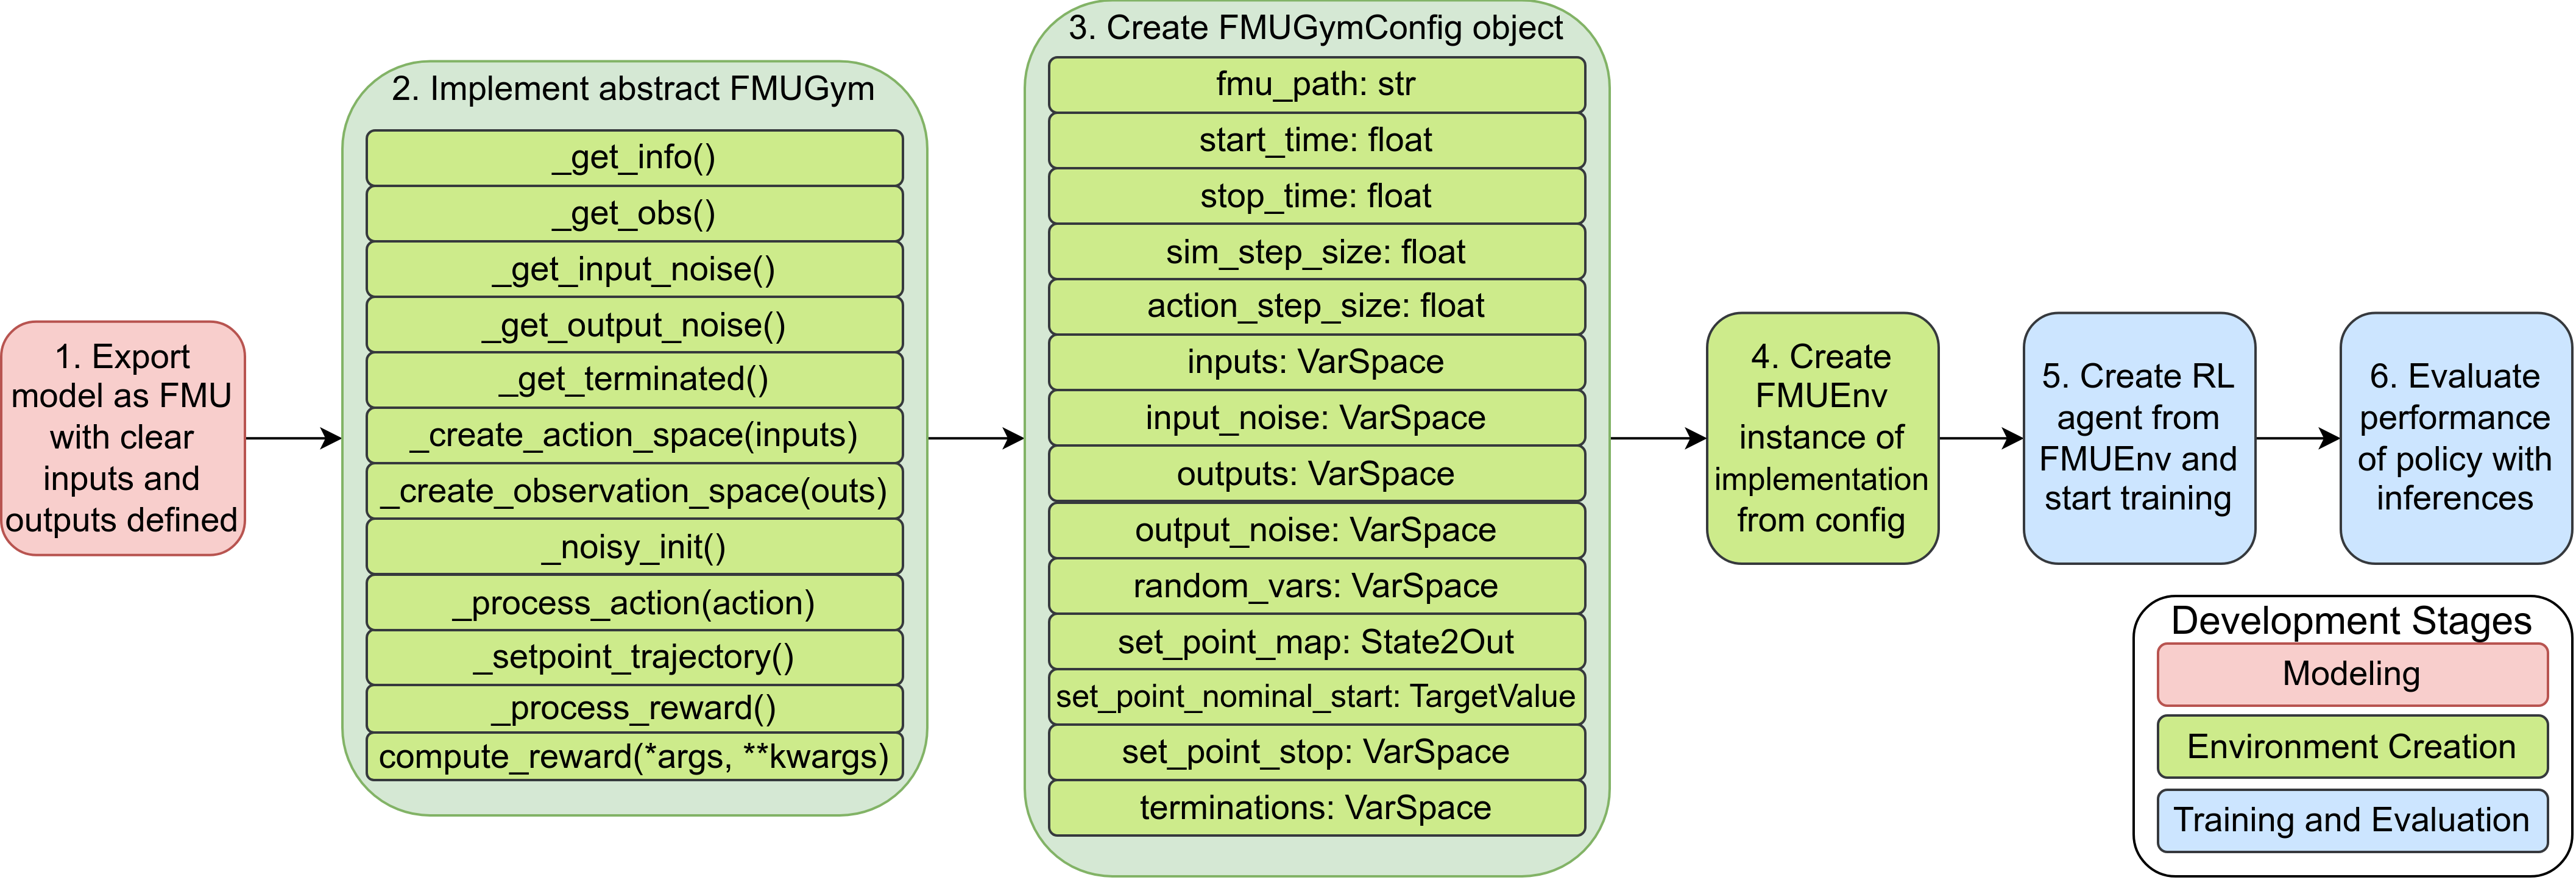 1. Export
model as FMU
with clear
inputs and
outputs defined
2. Implement abstract FMUGym
_get_info()
_get_obs()
_get_input_noise()
_get_output_noise()
_get_terminated()
_create_action_space(inputs)
_create_observation_space(outs)
_noisy_init()
_process_action(action)
_setpoint_trajectory()
_process_reward()
compute_reward(*args, **kwargs)
3. Create FMUGymConfig object
fmu_path: str
start_time: float
stop_time: float
sim_step_size: float
action_step_size: float
inputs: VarSpace
input_noise: VarSpace
outputs: VarSpace
output_noise: VarSpace
random_vars: VarSpace
set_point_map: State2Out
set_point_nominal_start: TargetValue
set_point_stop: VarSpace
terminations: VarSpace
4. Create
FMUEnv
instance of
implementation
from config
5. Create RL
agent from
FMUEnv and
start training
6. Evaluate
performance
of policy with
inferences
Development Stages
Modeling
Environment Creation
Training and Evaluation